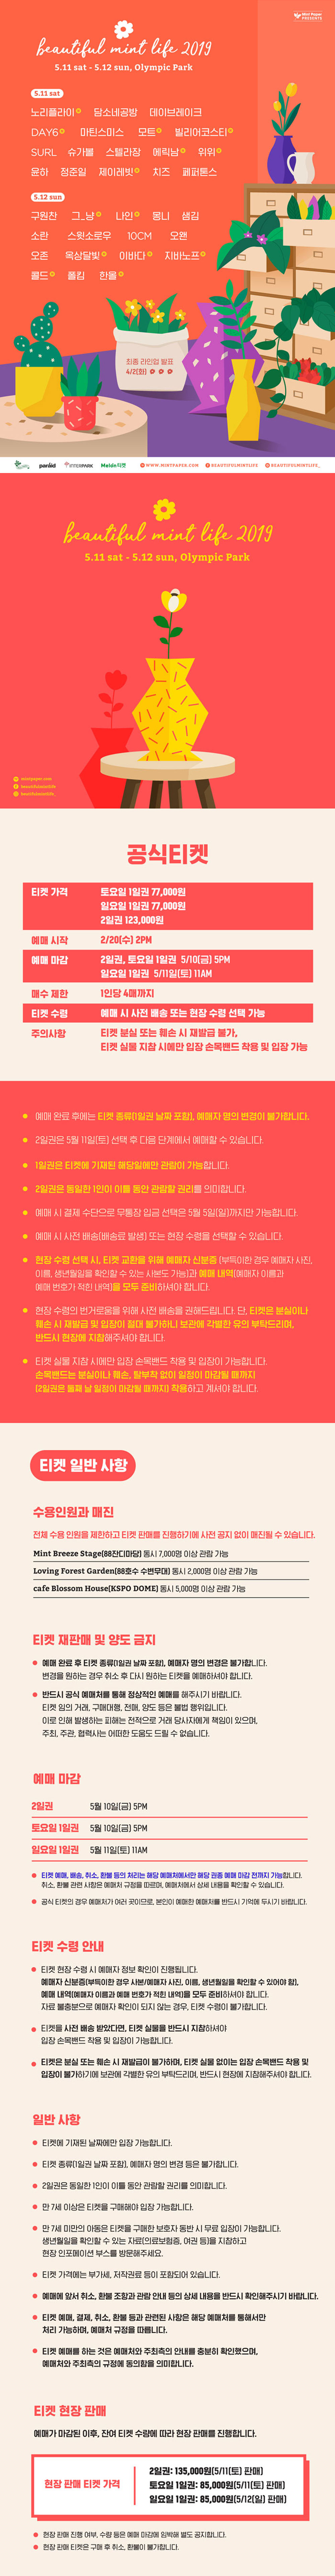 Mint Paper
PRESENTS
beautiful mint life 2019
5.11 sat - 5.12 sun, Olympic Park
5.11 sat
노리플라이 담소네공방 데이브레이크
DAY6 마틴스미스 모트 빌리어코스티
SURL 슈가볼 스텔라장 에릭남 위위
윤하 정준일 제이레빗 치즈 페퍼톤스
5.12 sun
구원찬 그_냥 나인 몽니 샘김
소란 스윗소로우 10CM 오왠
오존 옥상달빛 이바다 지바노프
콜드 폴킴 한올
최종 라인업 발표
4/2(화)
paroid
INTERPARK
Melon티켓
WWW.MINTPAPER.COM
BEAUTIFULMINTLIFE
BEAUTIFULMINTLIFE_
beautiful mint life 2019
5.11 sat - 5.12 sun, Olympic Park
mintpaper.com
beautifulmintlife
beautifulmintlife_
공식티켓
티켓 가격 토요일 1일권 77,000원
일요일 1일권 77,000원
2일권 123,000원
예매 시작 2/20(수) 2PM
예매 마감 2일권, 토요일 1일권 5/10(금) 5PM
일요일 1일권 5/11일(토) 11AM
매수 제한 1인당 4매까지
티켓 수령 예매 시 사전 배송 또는 현장 수령 선택 가능
주의사항 티켓 분실 또는 훼손 시 재발급 불가,
티켓 실물 지참 시에만 입장 손목밴드 착용 및 입장 가능
예매 완료 후에는 티켓 종류(1일권 날짜 포함), 예매자 명의 변경이 불가합니다.
2일권은 5월 11일(토) 선택 후 다음 단계에서 예매할 수 있습니다.
1일권은 티켓에 기재된 해당일에만 관람이 가능합니다.
2일권은 동일한 1인이 이틀 동안 관람할 권리를 의미합니다.
예매 시 결제 수단으로 무통장 입금 선택은 5월 5일(일)까지만 가능합니다.
예매 시 사전 배송(배송료 발생) 또는 현장 수령을 선택할 수 있습니다.
현장 수령 선택 시, 티켓 교환을 위해 예매자 신분증 (부득이한 경우 예매자 사진,
이름, 생년월일을 확인할 수 있는 사본도 가능)과 예매 내역(예매자 이름과
예매 번호가 적힌 내역)을 모두 준비하셔야 합니다.
현장 수령의 번거로움을 위해 사전 배송을 권해드립니다. 단, 티켓은 분실이나
훼손 시 재발급 및 입장이 절대 불가하니 보관에 각별한 유의 부탁드리며,
반드시 현장에 지참해주셔야 합니다.
티켓 실물 지참 시에만 입장 손목밴드 착용 및 입장이 가능합니다.
손목밴드는 분실이나 훼손, 탈부착 없이 일정이 마감될 때까지
(2일권은 둘째 날 일정이 마감될 때까지) 착용하고 계셔야 합니다.
티켓 일반 사항
수용인원과 매진
전체 수용 인원을 제한하고 티켓 판매를 진행하기에 사전 공지 없이 매진될 수 있습니다.
Mint Breeze Stage(88잔디마당) 동시 7,000명 이상 관람 가능
Loving Forest Garden(88호수 수변무대) 동시 2,000명 이상 관람 가능
cafe Blossom House(KSPO DOME) 동시 5,000명 이상 관람 가능
티켓 재판매 및 양도 금지
예매 완료 후 티켓 종류(1일권 날짜 포함), 예매자 명의 변경은 불가합니다.
변경을 원하는 경우 취소 후 다시 원하는 티켓을 예매하셔야 합니다.
반드시 공식 예매처를 통해 정상적인 예매를 해주시기 바랍니다.
티켓 임의 거래, 구매대행, 전매, 양도 등은 불법 행위입니다.
이로 인해 발생하는 피해는 전적으로 거래 당사자에게 책임이 있으며,
주최, 주관, 협력사는 어떠한 도움도 드릴 수 없습니다.
예매 마감
2일권 5월 10일(금) 5PM
토요일 1일권 5월 10일(금) 5PM
일요일 1일권 5월 11일(토) 11AM
티켓 예매, 배송, 취소, 환불 등의 처리는 해당 예매처에서만 해당 권종 예매 마감 전까지 가능합니다.
취소, 환불 관련 사항은 예매처 규정을 따르며, 예매처에서 상세 내용을 확인할 수 있습니다.
공식 티켓의 경우 예매처가 여러 곳이므로, 본인이 예매한 예매처를 반드시 기억해 두시기 바랍니다.
티켓 수령 안내
티켓 현장 수령 시 예매자 정보 확인이 진행됩니다.
예매자 신분증(부득이한 경우 사본/예매자 사진, 이름, 생년월일을 확인할 수 있어야 함),
예매 내역(예매자 이름과 예매 번호가 적힌 내역)을 모두 준비하셔야 합니다.
자료 불충분으로 예매자 확인이 되지 않는 경우, 티켓 수령이 불가합니다.
티켓을 사전 배송 받았다면, 티켓 실물을 반드시 지참하셔야
입장 손목밴드 착용 및 입장이 가능합니다.
티켓은 분실 또는 훼손 시 재발급이 불가하며, 티켓 실물 없이는 입장 손목밴드 착용 및
입장이 불가하기에 보관에 각별한 유의 부탁드리며, 반드시 현장에 지참해주셔야 합니다.
일반 사항
티켓에 기재된 날짜에만 입장 가능합니다.
티켓 종류(1일권 날짜 포함), 예매자 명의 변경 등은 불가합니다.
2일권은 동일한 1인이 이틀 동안 관람할 권리를 의미합니다.
만 7세 이상은 티켓을 구매해야 입장 가능합니다.
만 7세 미만의 아동은 티켓을 구매한 보호자 동반 시 무료 입장이 가능합니다.
생년월일을 확인할 수 있는 자료(의료보험증, 여권 등)를 지참하고
현장 인포메이션 부스를 방문해주세요.
티켓 가격에는 부가세, 저작권료 등이 포함되어 있습니다.
예매에 앞서 취소, 환불 조항과 관람 안내 등의 상세 내용을 반드시 확인해주시기 바랍니다.
티켓 예매, 결제, 취소, 환불 등과 관련된 사항은 해당 예매처를 통해서만
처리 가능하며, 예매처 규정을 따릅니다.
티켓 예매를 하는 것은 예매처와 주최측의 안내를 충분히 확인했으며,
예매처와 주최측의 규정에 동의함을 의미합니다.
티켓 현장 판매
예매가 마감된 이후, 잔여 티켓 수량에 따라 현장 판매를 진행합니다.
현장 판매 티켓 가격
2일권: 135,000원(5/11(토) 판매)
토요일 1일권: 85,000원(5/11(토) 판매)
일요일 1일권: 85,000원(5/12(일) 판매)
현장 판매 진행 여부, 수량 등은 예매 마감에 임박해 별도 공지합니다.
현장 판매 티켓은 구매 후 취소, 환불이 불가합니다.